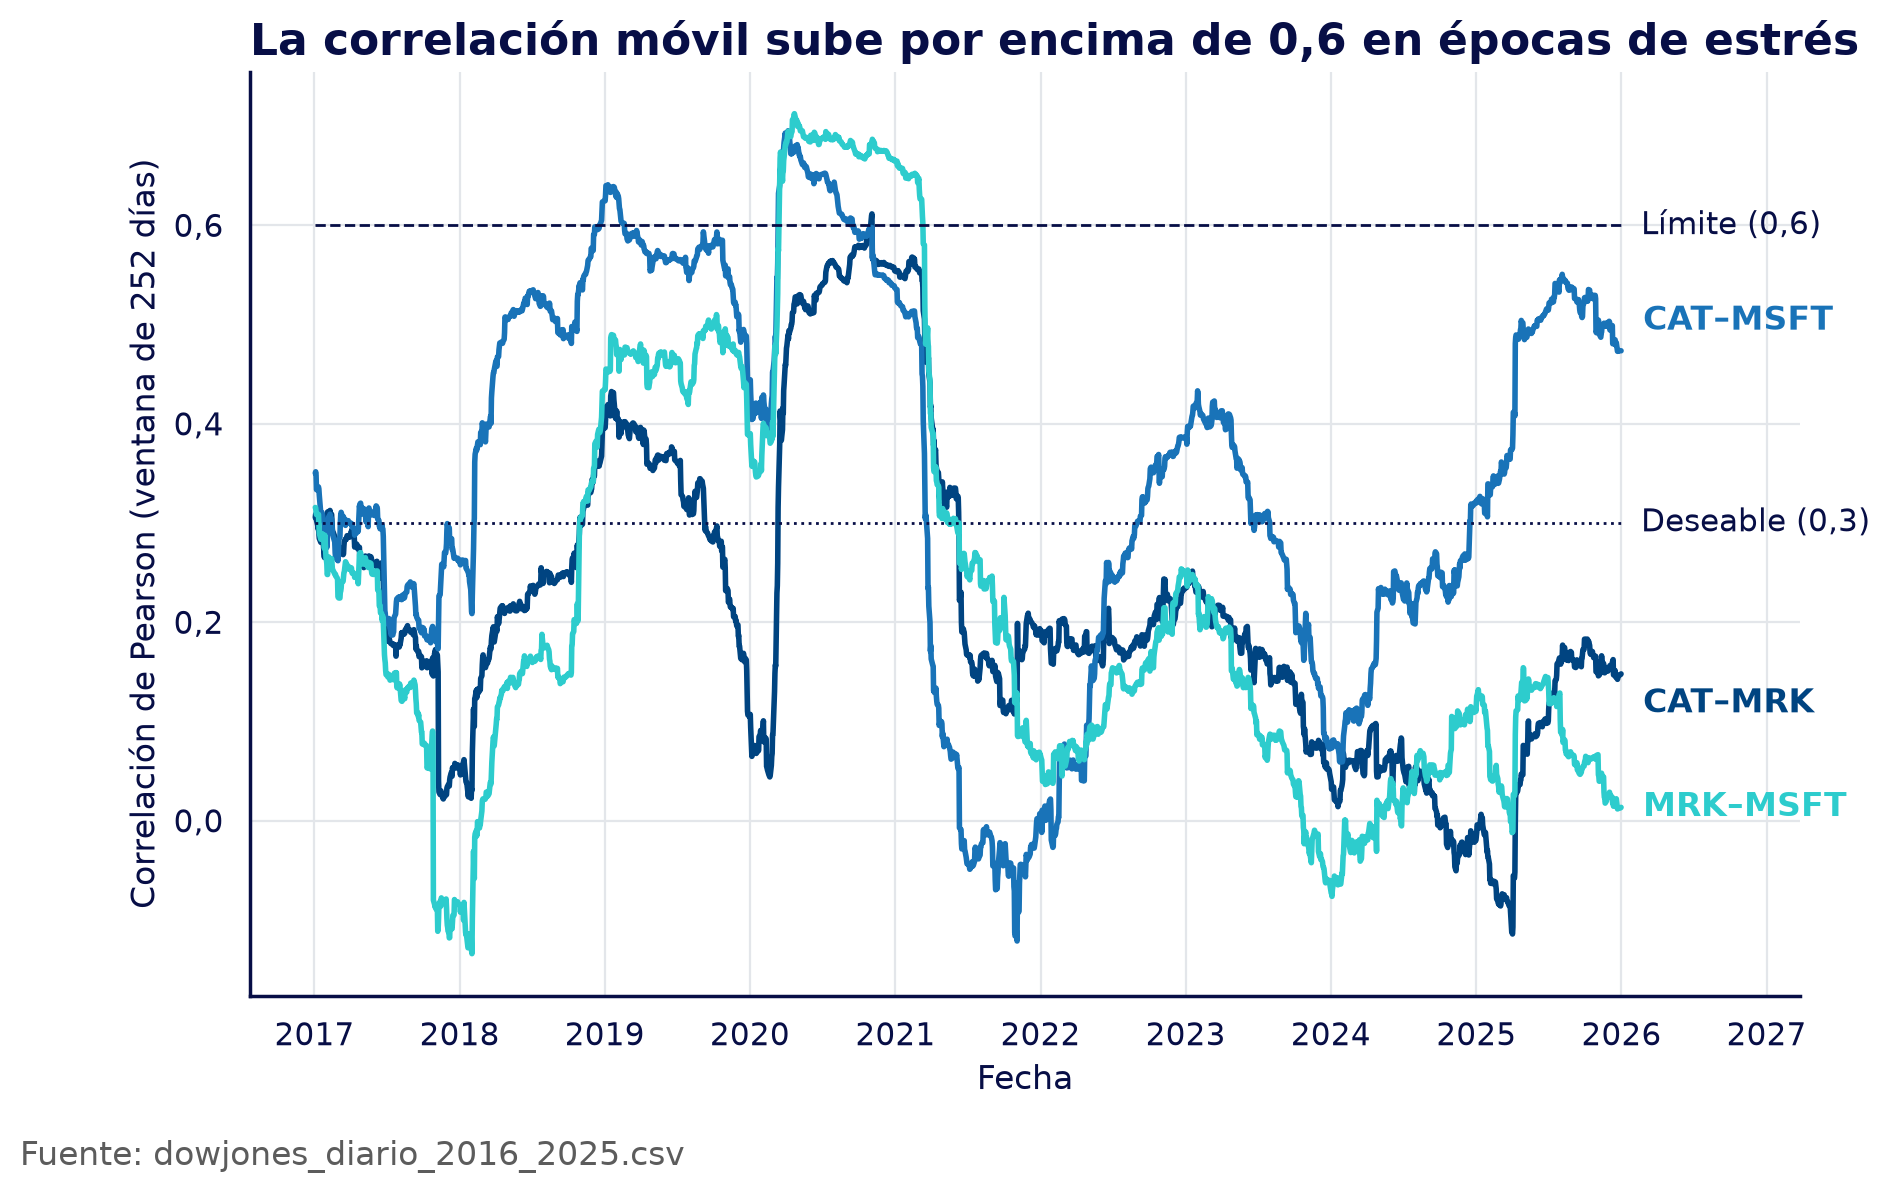 La correlación móvil sube por encima de 0,6 en épocas de estrés
Correlación de Pearson (ventana de 252 días)
0,6
0,4
0,2
0,0
Límite (0,6)
CAT–MSFT
Deseable (0,3)
CAT–MRK
MRK–MSFT
2017 2018 2019 2020 2021 2022 2023 2024 2025 2026 2027
Fecha
Fuente: dowjones_diario_2016_2025.csv